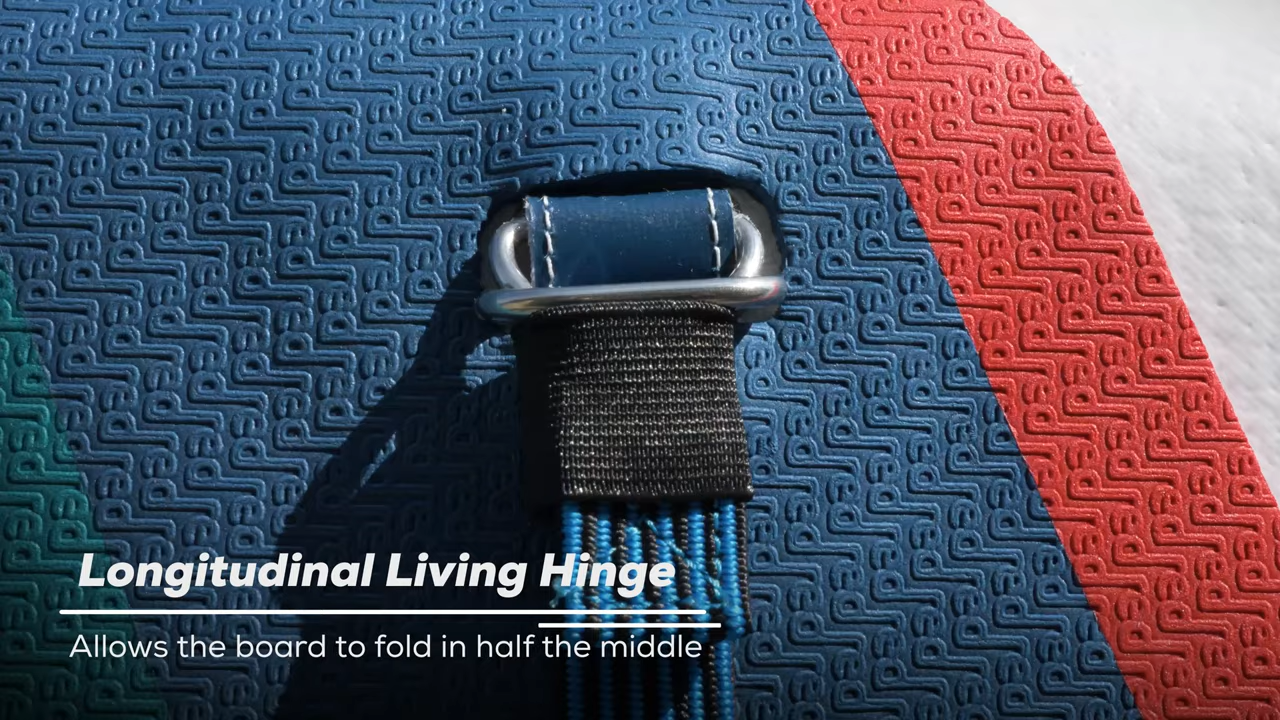 Longitudinal Living Hinge
Allows the board to fold in half the middle